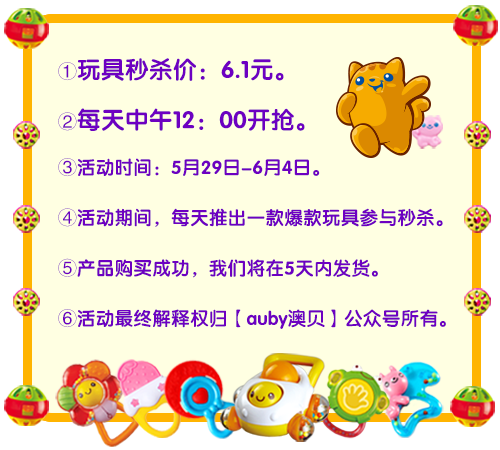 ①玩具秒杀价：6.1元。
②每天中午12：00开抢。
③活动时间：5月29日-6月4日。
④活动期间，每天推出一款爆款玩具参与秒杀。
⑤产品购买成功，我们将在5天内发货。
⑥活动最终解释权归【auby澳贝】公众号所有。